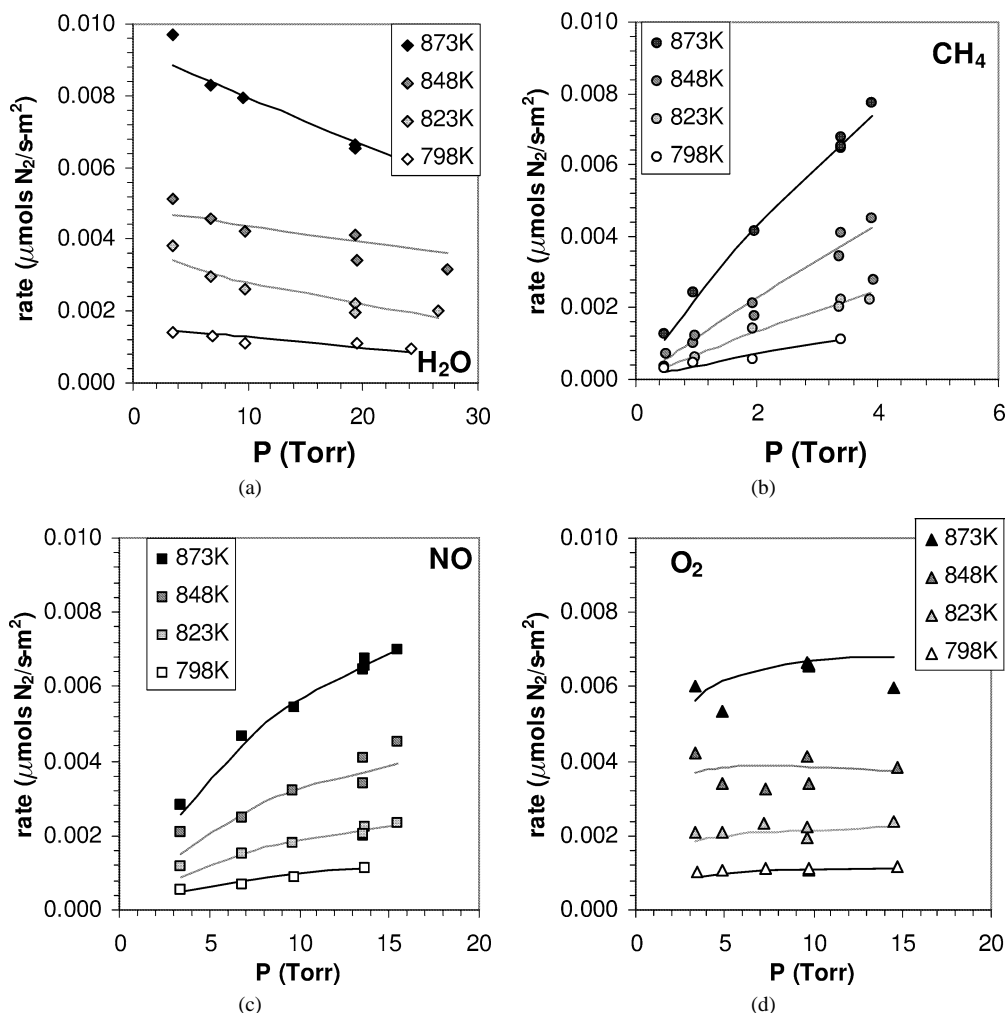 0.010
0.008
0.006
0.004
0.002
0.000
rate (μmols N₂/s-m²)
873K
848K
823K
798K
H₂O
0
10
20
30
P (Torr)
(a)
0.010
0.008
0.006
0.004
0.002
0.000
rate (μmols N₂/s-m²)
873K
848K
823K
798K
CH₄
0
2
4
6
P (Torr)
(b)
0.010
0.008
0.006
0.004
0.002
0.000
rate (μmols N₂/s-m²)
873K
848K
823K
798K
NO
0
5
10
15
20
P (Torr)
(c)
0.010
0.008
0.006
0.004
0.002
0.000
rate (μmols N₂/s-m²)
O₂
873K
848K
823K
798K
0
5
10
15
20
P (Torr)
(d)